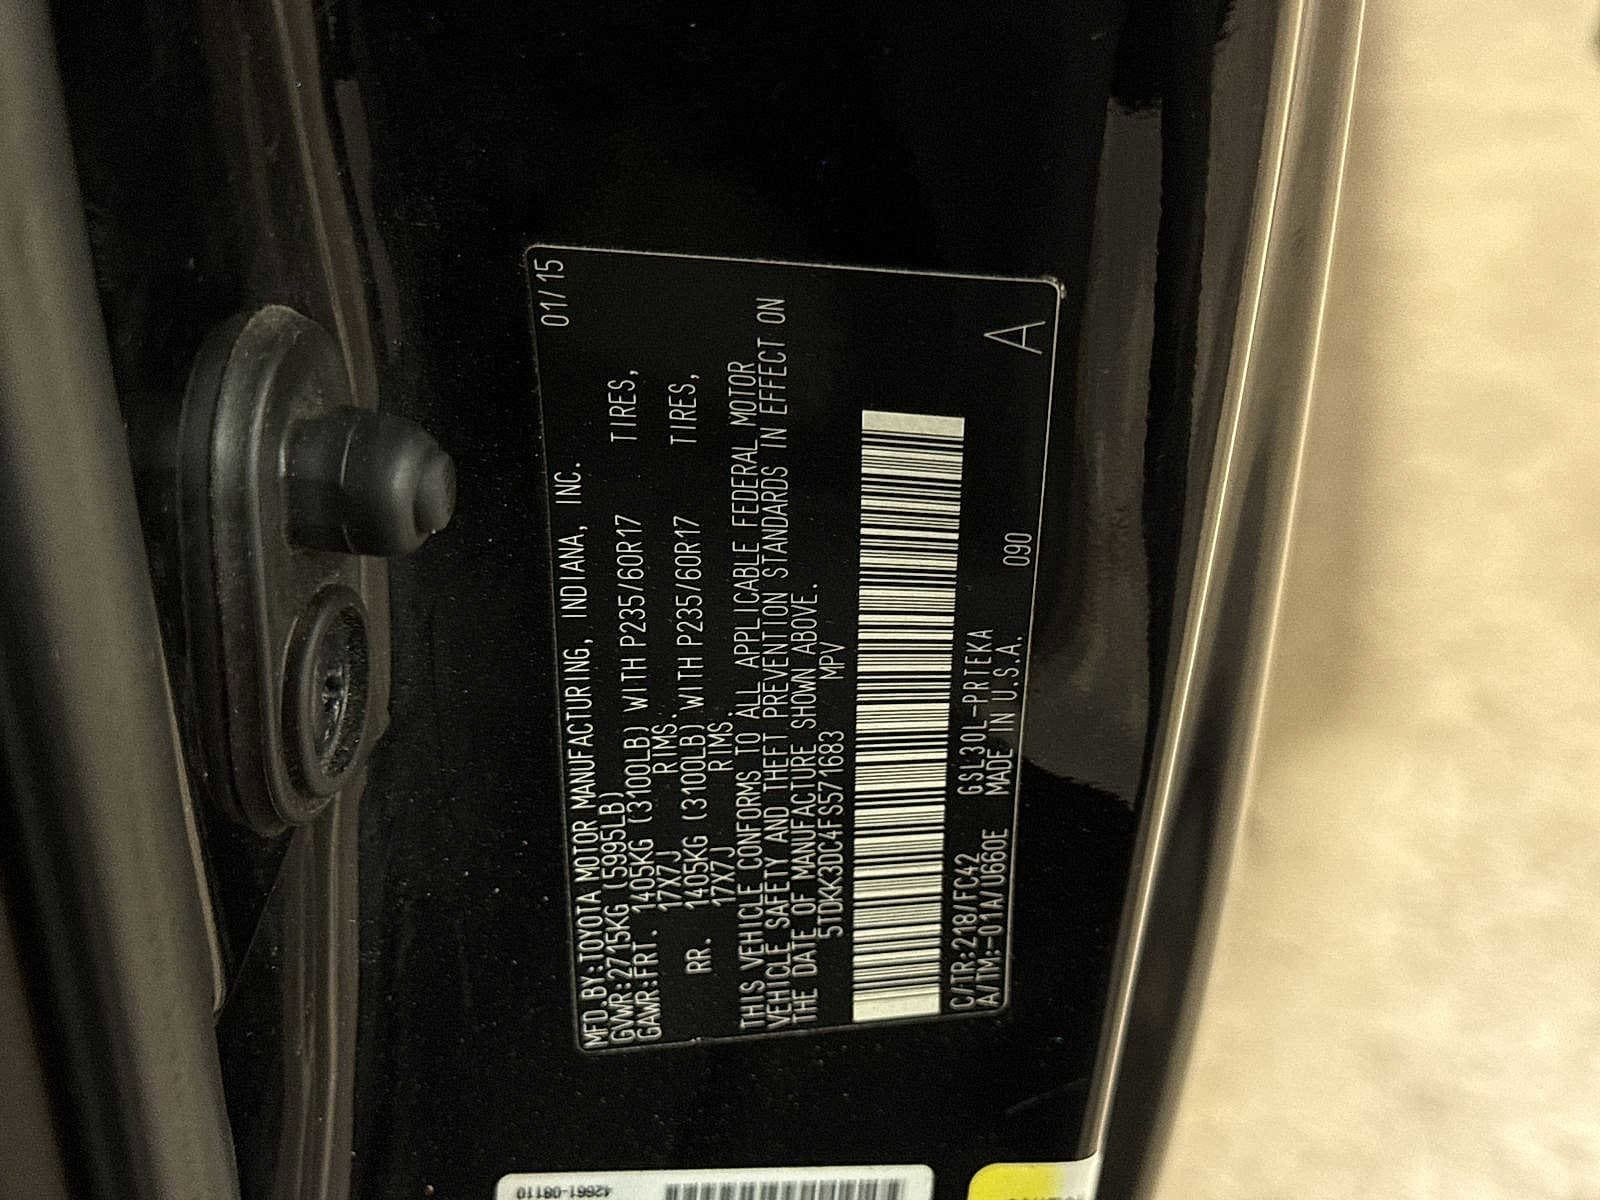 MFD.BY:TOYOTA MOTOR MANUFACTURING, INDIANA, INC. 01/15
GVWR:2715KG (5995LB)
GAWR:FRT. 1405KG (3100LB) WITH P235/60R17 TIRES,
17X7J RIMS.
RR. 1405KG (3100LB) WITH P235/60R17 TIRES,
17X7J RIMS.
THIS VEHICLE CONFORMS TO ALL APPLICABLE FEDERAL MOTOR
VEHICLE SAFETY AND THEFT PREVENTION STANDARDS IN EFFECT ON
THE DATE OF MANUFACTURE SHOWN ABOVE.
5TDKK3DC4FS571683 MPV
C/TR:218/FC42 GSL30L-PRTEKA A
A/TM:-01A/U660E MADE IN U.S.A. 090
42661-08110